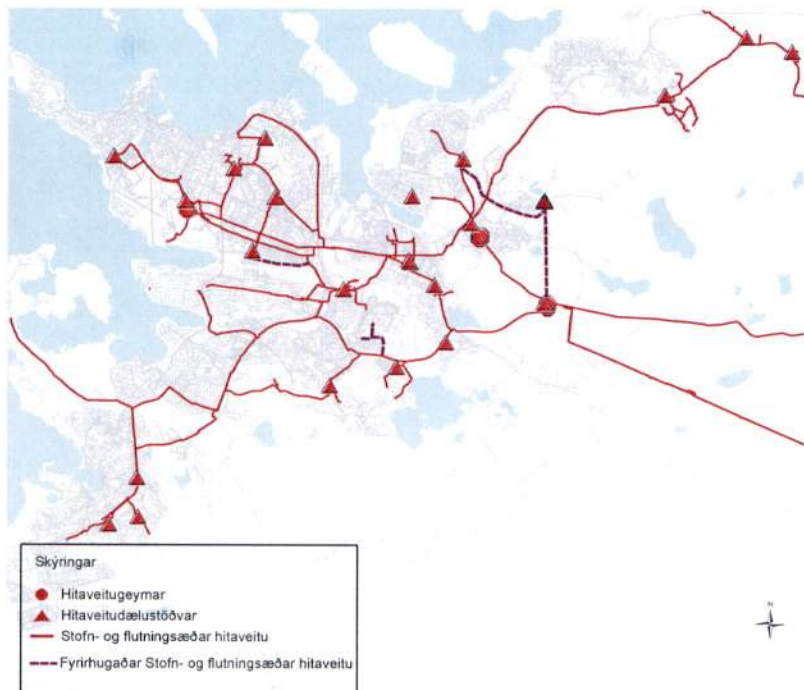 Skýringar
Hitaveitugeymar
Hitaveitudælustöðvar
Stofn- og flutningsæðar hitaveitu
Fyrirhugaðar Stofn- og flutningsæðar hitaveitu
N